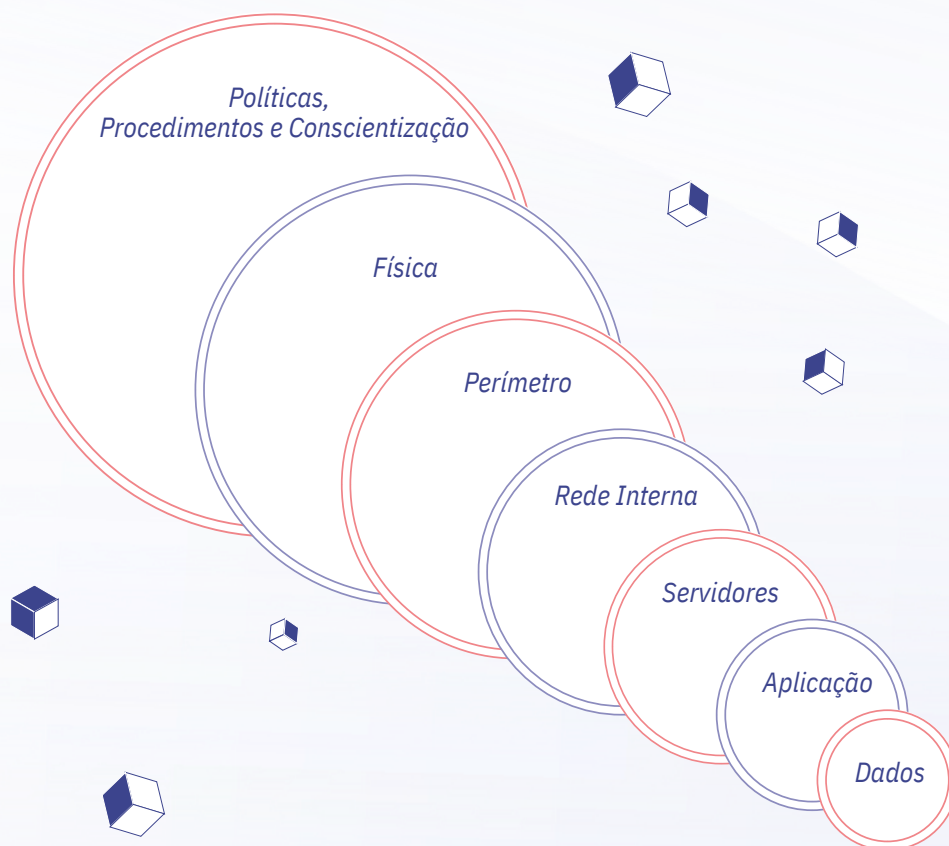 Políticas,
Procedimentos e Conscientização
Física
Perímetro
Rede Interna
Servidores
Aplicação
Dados